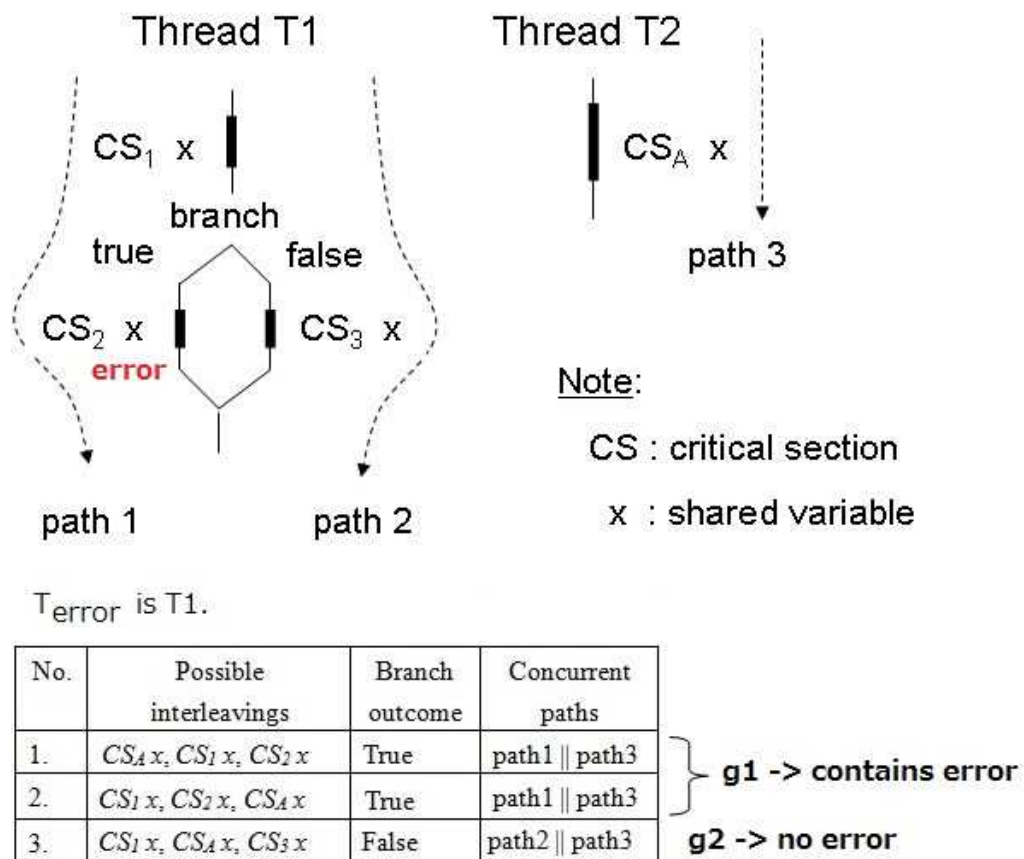 Thread T1 Thread T2
CS1 x CSA x
branch
true false path 3
CS2 x CS3 x
error
Note:
CS : critical section
path 1 path 2 x : shared variable
Terror is T1.
No. Possible interleavings Branch outcome Concurrent paths
1. CSA x, CS1 x, CS2 x True path1 || path3
g1 -> contains error
2. CS1 x, CS2 x, CSA x True path1 || path3
3. CS1 x, CSA x, CS3 x False path2 || path3 g2 -> no error